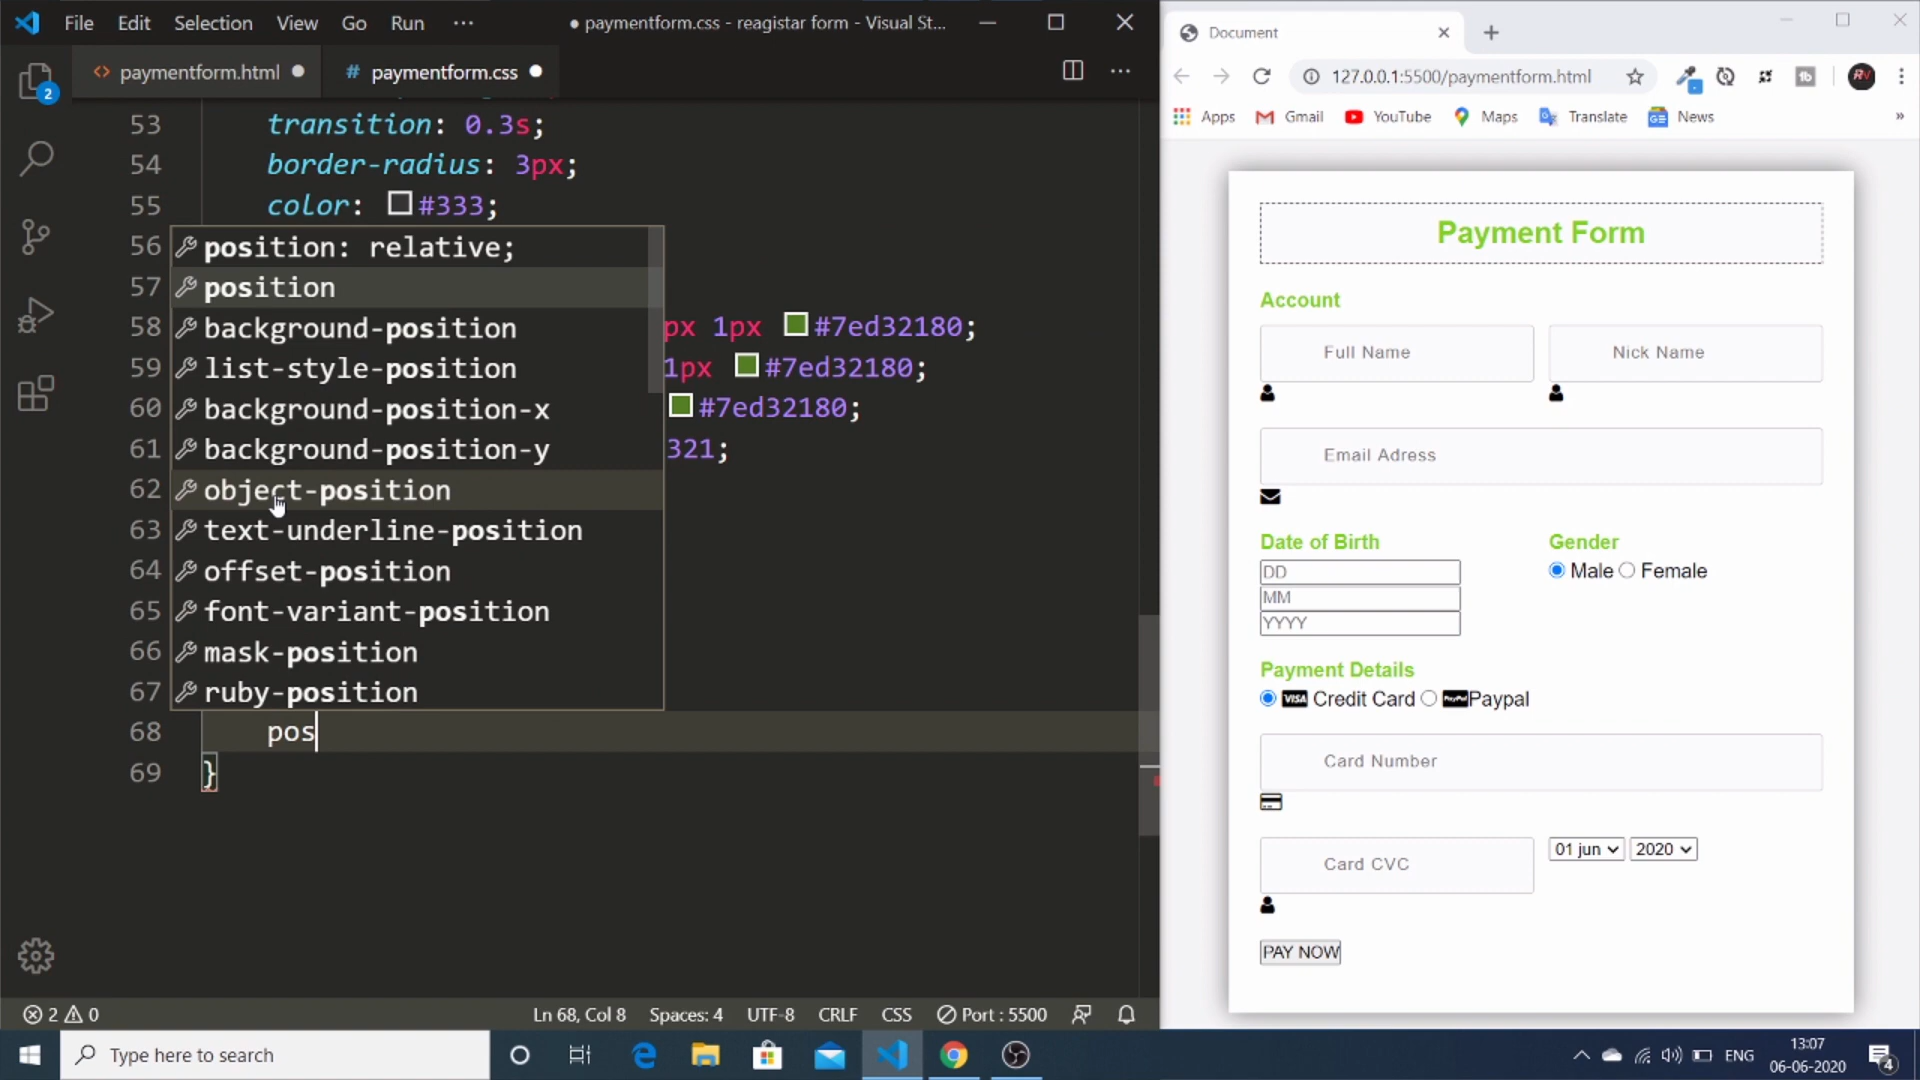 File Edit Selection View Go Run ···
● paymentform.css - reagistar form - Visual St...
<> paymentform.html ●
# paymentform.css ●
2
53 transition: 0.3s;
54 border-radius: 3px;
55 color: #333;
56 position: relative;
57 position
58 background-position px 1px #7ed32180;
59 list-style-position 1px #7ed32180;
60 background-position-x #7ed32180;
61 background-position-y 321;
62 object-position
63 text-underline-position
64 offset-position
65 font-variant-position
66 mask-position
67 ruby-position
68 pos
69 }
2 0 Ln 68, Col 8 Spaces: 4 UTF-8 CRLF CSS Port : 5500
Document
127.0.0.1:5500/paymentform.html
RV
Apps Gmail YouTube Maps Translate News »
Payment Form
Account
Full Name Nick Name
Email Adress
Date of Birth Gender
DD Male Female
MM
YYYY
Payment Details
VISA Credit Card PayPal Paypal
Card Number
Card CVC 01 jun 2020
PAY NOW
Type here to search
ENG
13:07
06-06-2020
4